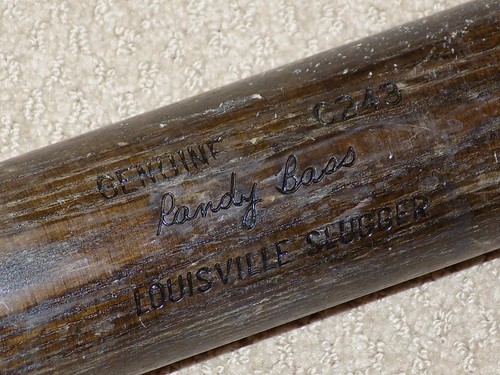 GENUINE C243
Randy Bass
LOUISVILLE SLUGGER